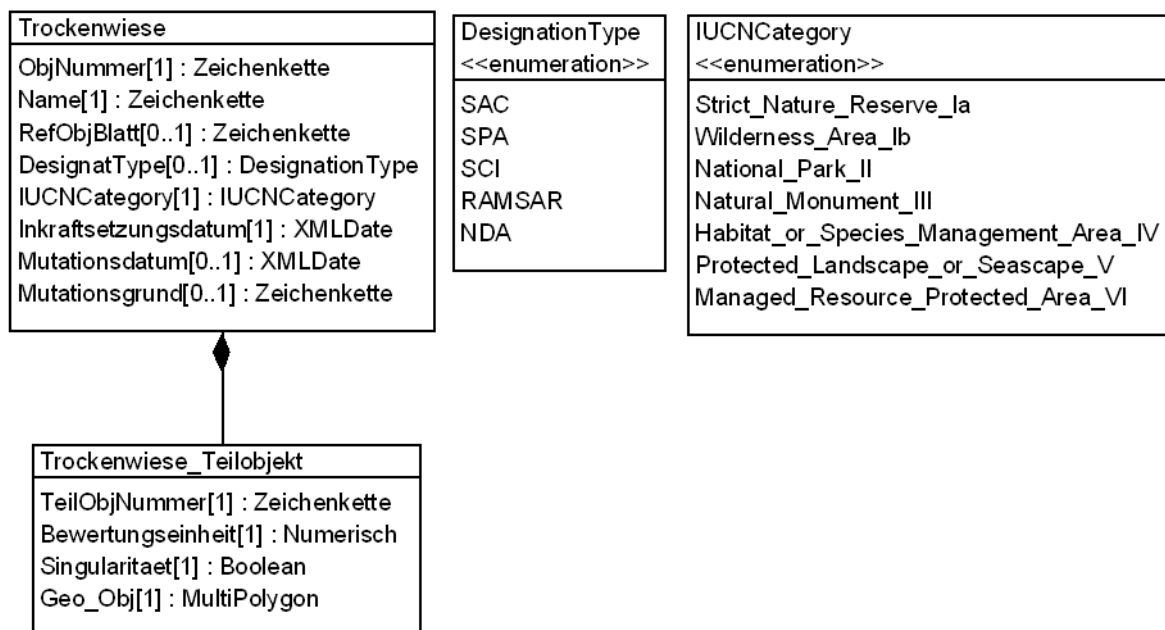 Trockenwiese
ObjNummer[1] : Zeichenkette
Name[1] : Zeichenkette
RefObjBlatt[0..1] : Zeichenkette
DesignatType[0..1] : DesignationType
IUCNCategory[1] : IUCNCategory
Inkraftsetzungsdatum[1] : XMLDate
Mutationsdatum[0..1] : XMLDate
Mutationsgrund[0..1] : Zeichenkette
DesignationType
<<enumeration>>
SAC
SPA
SCI
RAMSAR
NDA
IUCNCategory
<<enumeration>>
Strict_Nature_Reserve_Ia
Wilderness_Area_Ib
National_Park_II
Natural_Monument_III
Habitat_or_Species_Management_Area_IV
Protected_Landscape_or_Seascape_V
Managed_Resource_Protected_Area_VI
Trockenwiese_Teilobjekt
TeilObjNummer[1] : Zeichenkette
Bewertungseinheit[1] : Numerisch
Singularitaet[1] : Boolean
Geo_Obj[1] : MultiPolygon